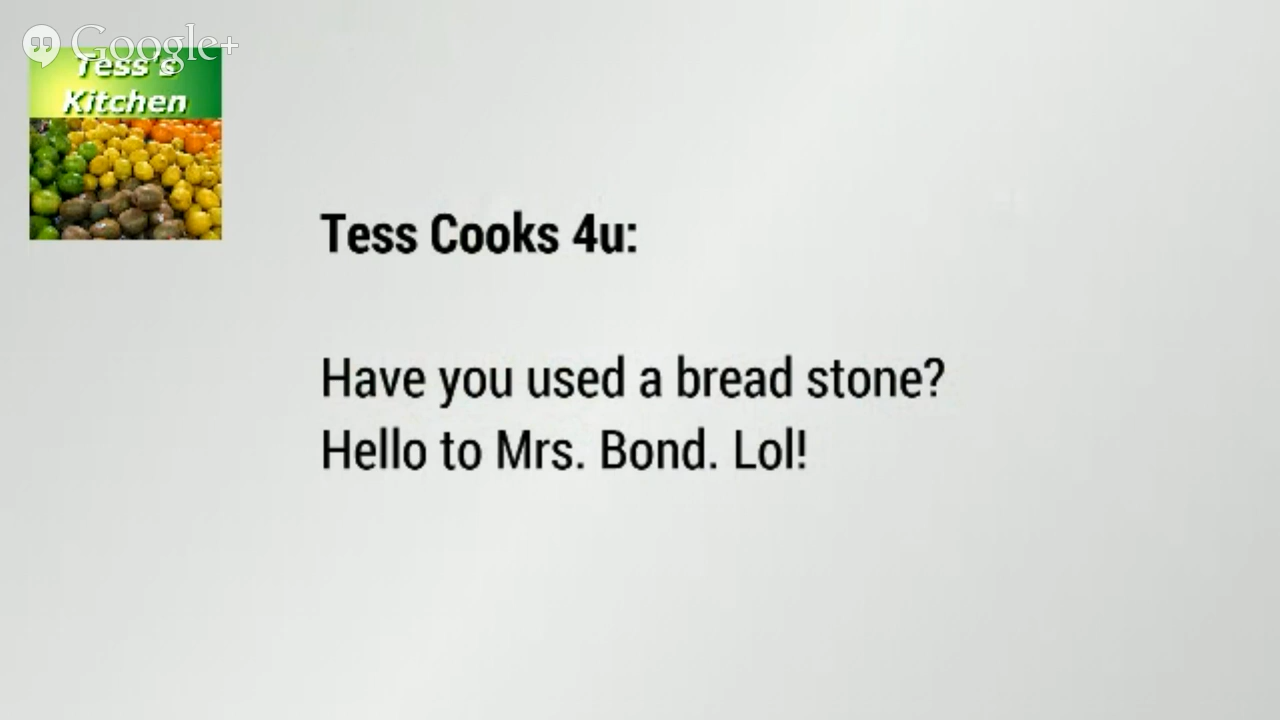 Google+
Tess's
Kitchen
Tess Cooks 4u:
Have you used a bread stone?
Hello to Mrs. Bond. Lol!